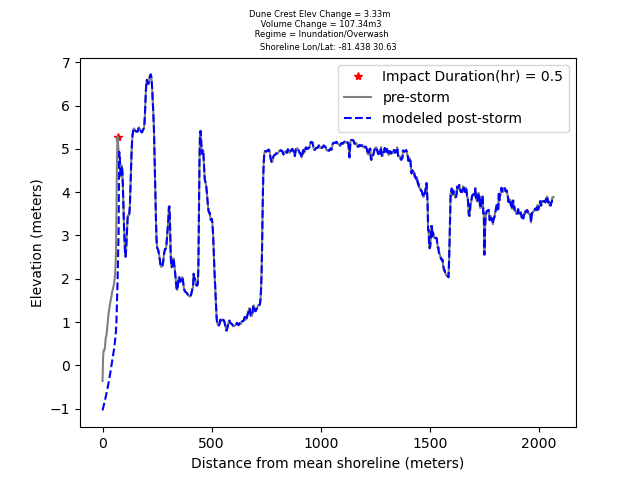 Dune Crest Elev Change = 3.33m
Volume Change = 107.34m3
Regime = Inundation/Overwash
Shoreline Lon/Lat: -81.438 30.63
Impact Duration(hr) = 0.5
pre-storm
modeled post-storm
7
6
5
4
3
2
1
0
−1
Elevation (meters)
0 500 1000 1500 2000
Distance from mean shoreline (meters)